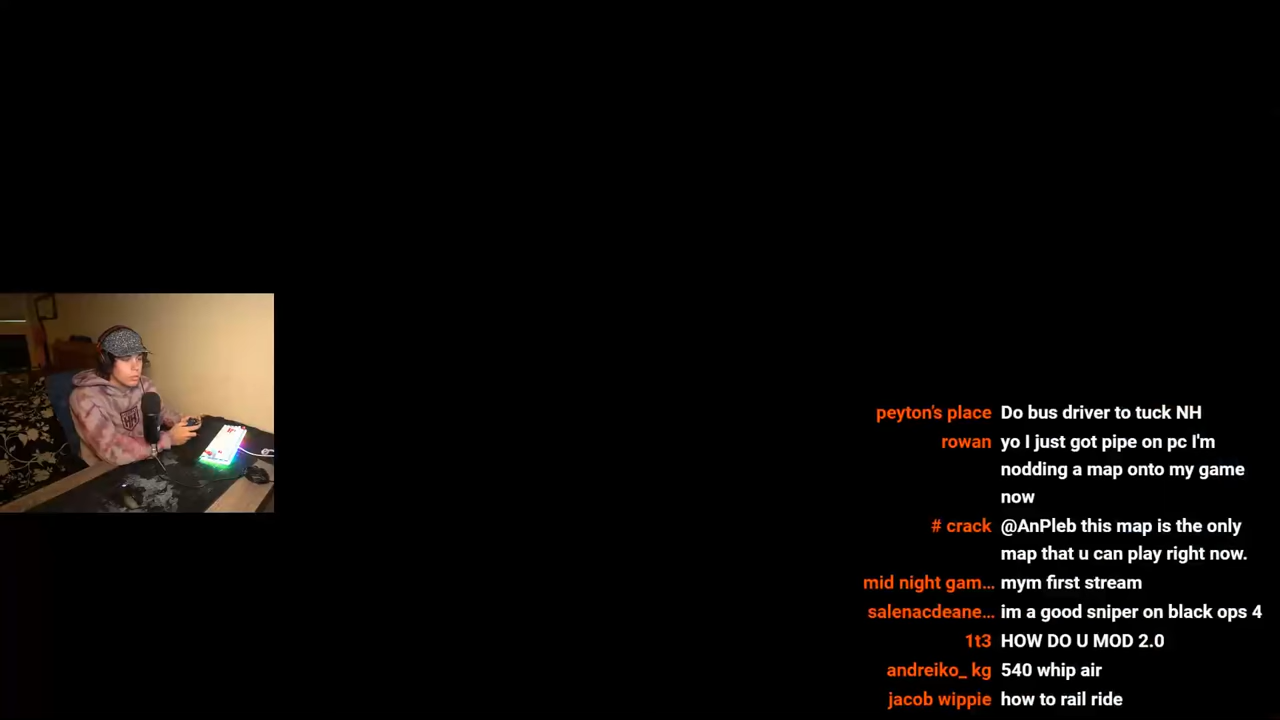 peyton's place Do bus driver to tuck NH
rowan yo I just got pipe on pc I'm
nodding a map onto my game
now
# crack @AnPleb this map is the only
map that u can play right now.
mid night gam... mym first stream
salenacdeane... im a good sniper on black ops 4
1t3 HOW DO U MOD 2.0
andreiko_ kg 540 whip air
jacob wippie how to rail ride